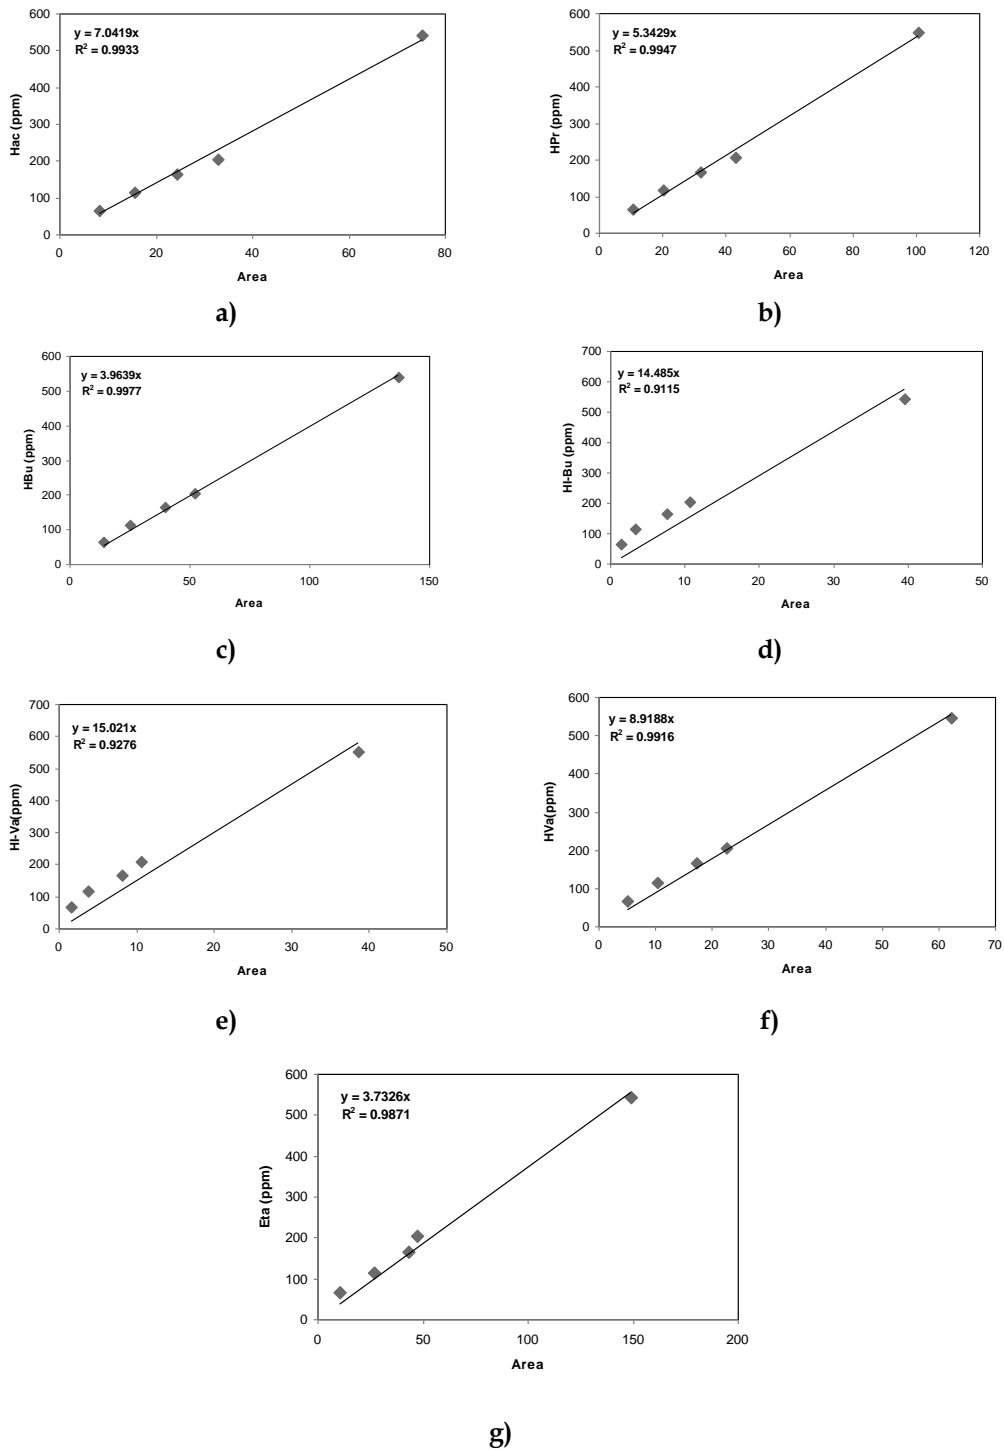 600
500
400
300
200
100
0
y = 7.0419x
R² = 0.9933
Hac (ppm)
0 20 40 60 80
Area
a)
600
500
400
300
200
100
0
y = 5.3429x
R² = 0.9947
HPr (ppm)
0 20 40 60 80 100 120
Area
b)
600
500
400
300
200
100
0
y = 3.9639x
R² = 0.9977
HBu (ppm)
0 50 100 150
Area
c)
700
600
500
400
300
200
100
0
y = 14.485x
R² = 0.9115
HI-Bu (ppm)
0 10 20 30 40 50
Area
d)
700
600
500
400
300
200
100
0
y = 15.021x
R² = 0.9276
HI-Va(ppm)
0 10 20 30 40 50
Area
e)
600
500
400
300
200
100
0
y = 8.9188x
R² = 0.9916
HVa(ppm)
0 10 20 30 40 50 60 70
Area
f)
600
500
400
300
200
100
0
y = 3.7326x
R² = 0.9871
Eta (ppm)
0 50 100 150 200
Area
g)